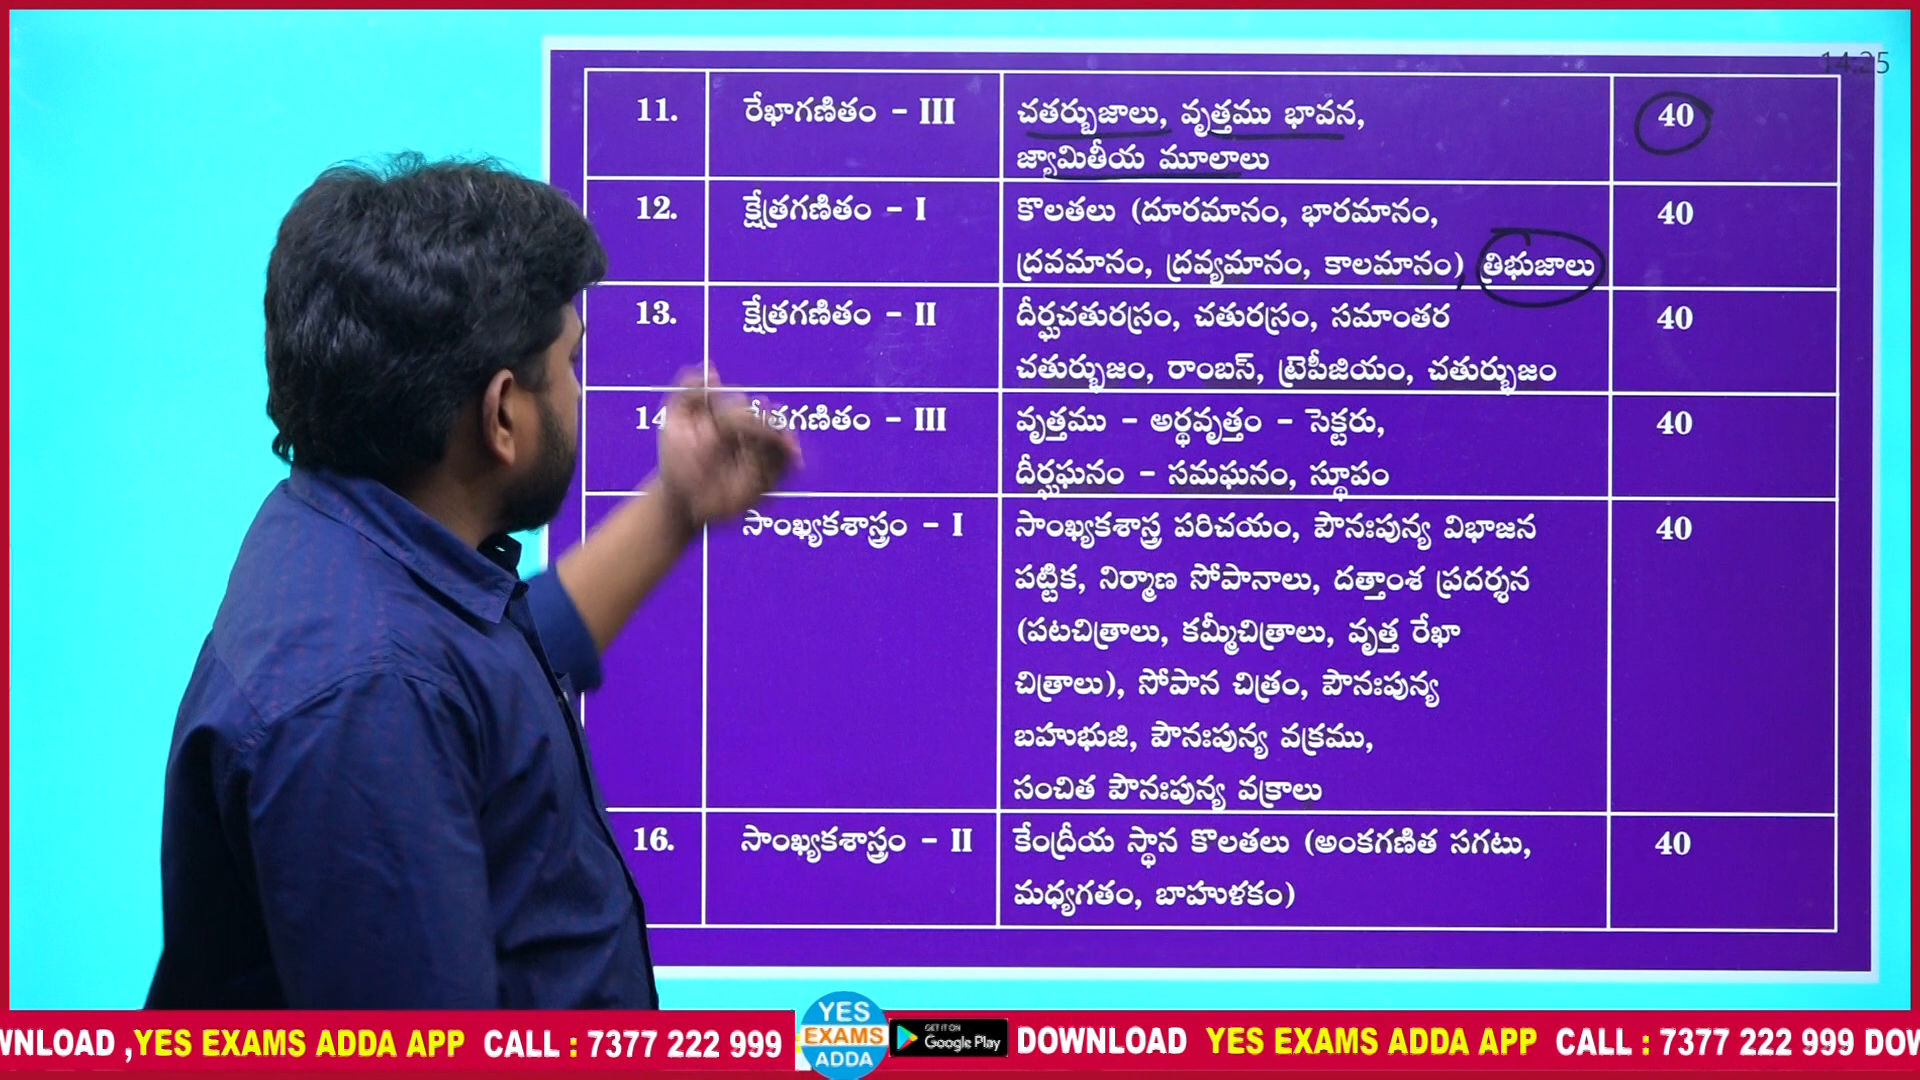 14:25
11. రేఖాగణితం - III చతర్భుజాలు, వృత్తము భావన, 40
జ్యామితీయ మూలాలు
12. క్షేత్రగణితం - I కొలతలు (దూరమానం, భారమానం, 40
ద్రవమానం, ద్రవ్యమానం, కాలమానం), త్రిభుజాలు
13. క్షేత్రగణితం - II దీర్ఘచతురస్రం, చతురస్రం, సమాంతర 40
చతుర్భుజం, రాంబస్, ట్రెపీజియం, చతుర్భుజం
14 క్షేత్రగణితం - III వృత్తము - అర్థవృత్తం - సెక్టరు, 40
దీర్ఘఘనం - సమఘనం, స్థూపం
సాంఖ్యకశాస్త్రం - I సాంఖ్యకశాస్త్ర పరిచయం, పౌనఃపున్య విభాజన 40
పట్టిక, నిర్మాణ సోపానాలు, దత్తాంశ ప్రదర్శన
(పటచిత్రాలు, కమ్మీచిత్రాలు, వృత్త రేఖా
చిత్రాలు), సోపాన చిత్రం, పౌనఃపున్య
బహుభుజి, పౌనఃపున్య వక్రము,
సంచిత పౌనఃపున్య వక్రాలు
16. సాంఖ్యకశాస్త్రం - II కేంద్రీయ స్థాన కొలతలు (అంకగణిత సగటు, 40
మధ్యగతం, బాహుళకం)
WNLOAD ,YES EXAMS ADDA APP CALL : 7377 222 999 YES EXAMS ADDA GET IT ON Google Play DOWNLOAD YES EXAMS ADDA APP CALL : 7377 222 999 DOW